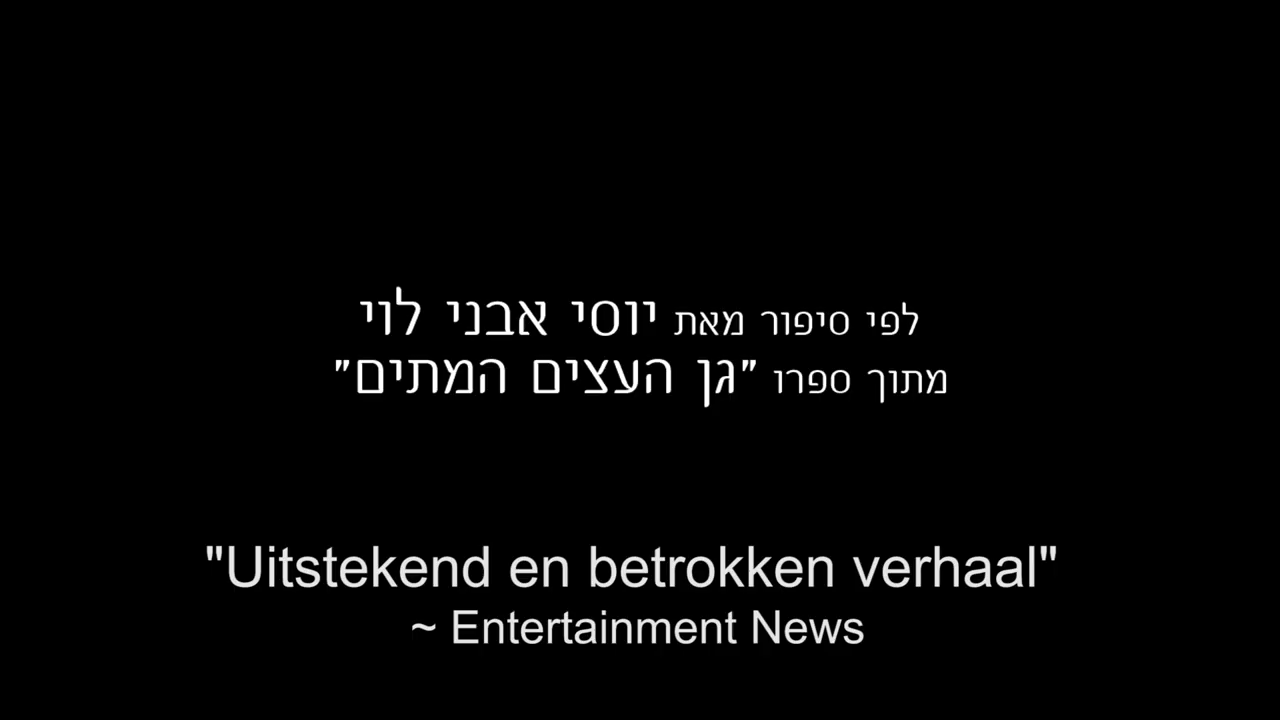 לפי סיפור מאת יוסי אבני לוי
מתוך ספרו "גן העצים המתים"
"Uitstekend en betrokken verhaal"
~ Entertainment News